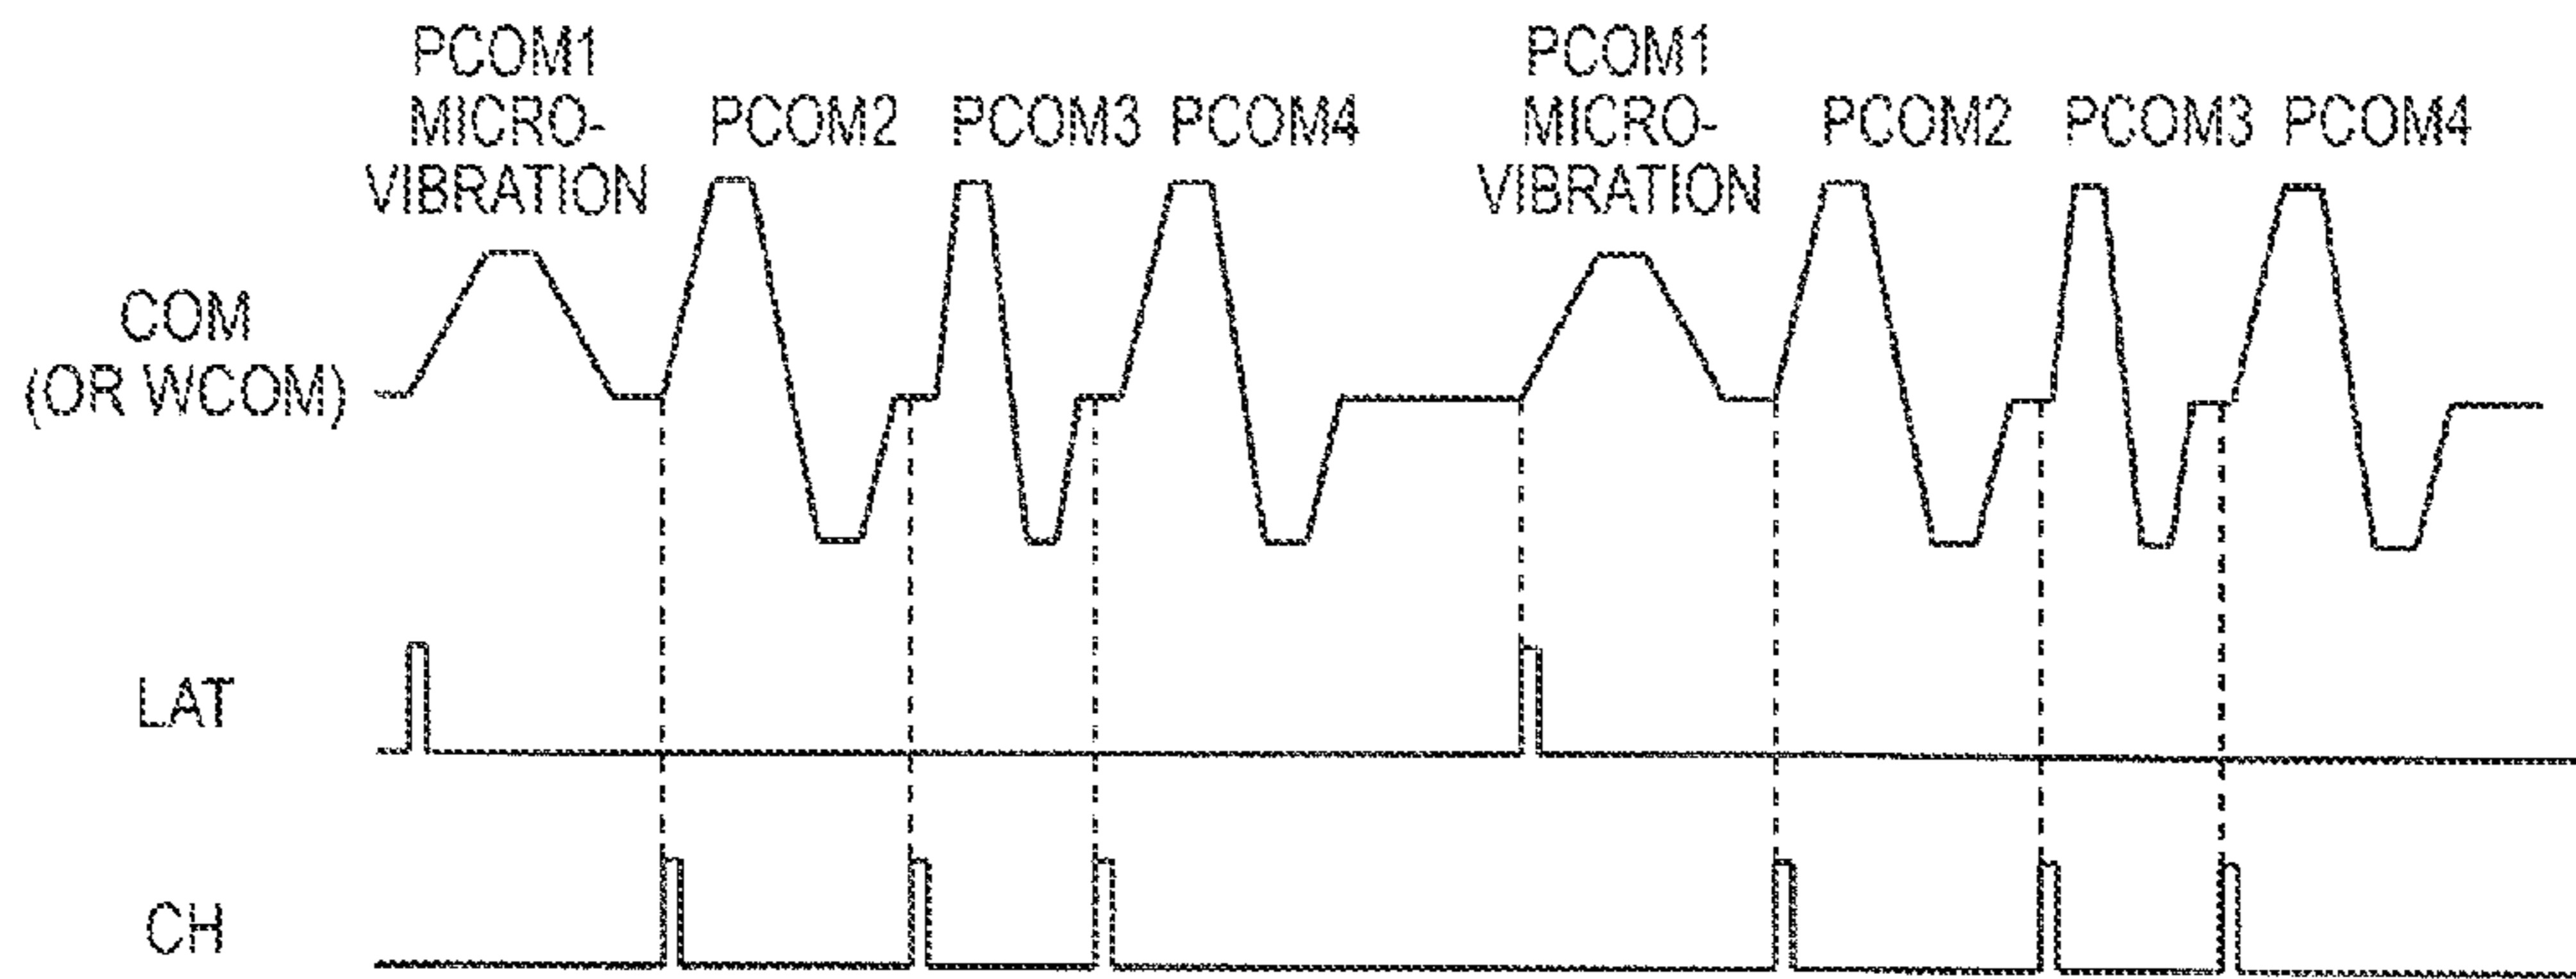 PCOM1
MICRO-
VIBRATION
PCOM2
PCOM3
PCOM4
PCOM1
MICRO-
VIBRATION
PCOM2
PCOM3
PCOM4
COM
(OR WCOM)
LAT
CH